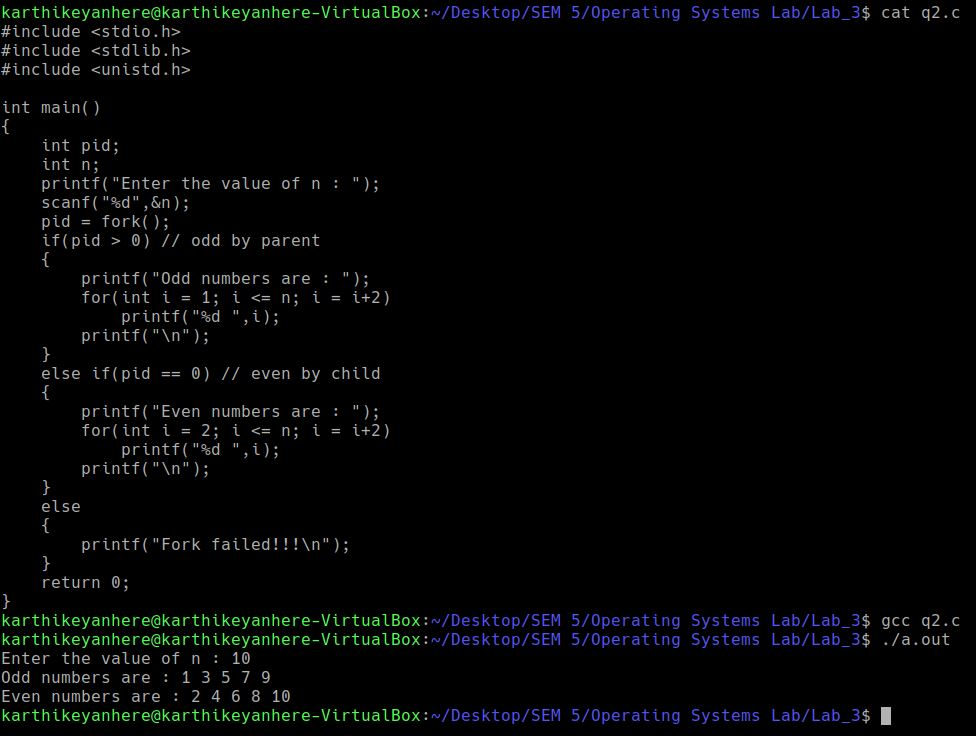 karthikeyanhere@karthikeyanhere-VirtualBox:~/Desktop/SEM 5/Operating Systems Lab/Lab_3$ cat q2.c
#include <stdio.h>
#include <stdlib.h>
#include <unistd.h>

int main()
{
    int pid;
    int n;
    printf("Enter the value of n : ");
    scanf("%d",&n);
    pid = fork();
    if(pid > 0) // odd by parent
    {
        printf("Odd numbers are : ");
        for(int i = 1; i <= n; i = i+2)
            printf("%d ",i);
        printf("\n");
    }
    else if(pid == 0) // even by child
    {
        printf("Even numbers are : ");
        for(int i = 2; i <= n; i = i+2)
            printf("%d ",i);
        printf("\n");
    }
    else
    {
        printf("Fork failed!!!\n");
    }
    return 0;
}
karthikeyanhere@karthikeyanhere-VirtualBox:~/Desktop/SEM 5/Operating Systems Lab/Lab_3$ gcc q2.c
karthikeyanhere@karthikeyanhere-VirtualBox:~/Desktop/SEM 5/Operating Systems Lab/Lab_3$ ./a.out
Enter the value of n : 10
Odd numbers are : 1 3 5 7 9
Even numbers are : 2 4 6 8 10
karthikeyanhere@karthikeyanhere-VirtualBox:~/Desktop/SEM 5/Operating Systems Lab/Lab_3$